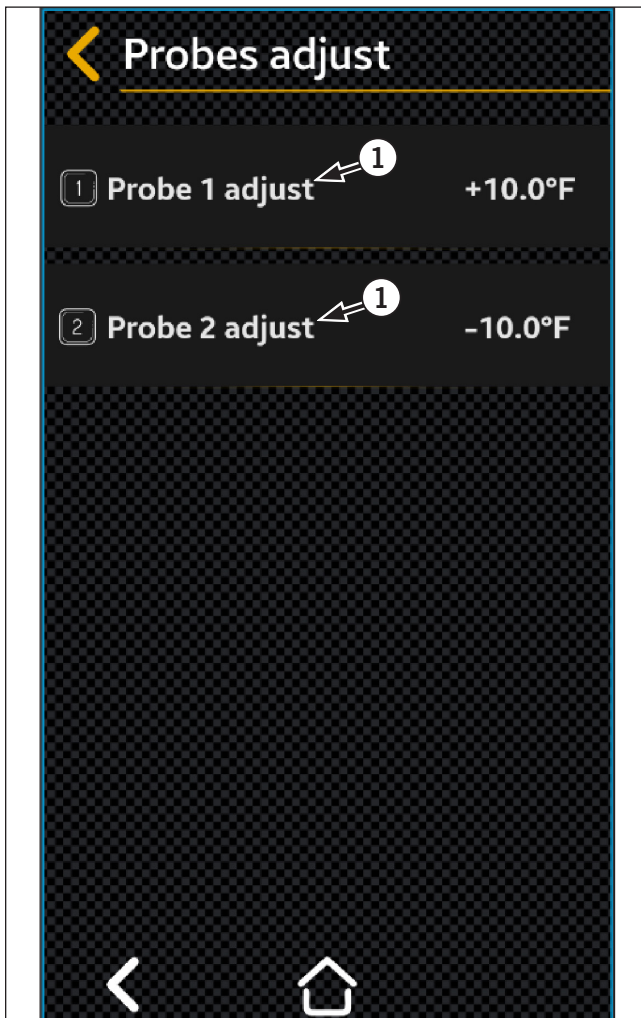 Probes adjust
1
1 Probe 1 adjust +10.0°F
1
2 Probe 2 adjust -10.0°F